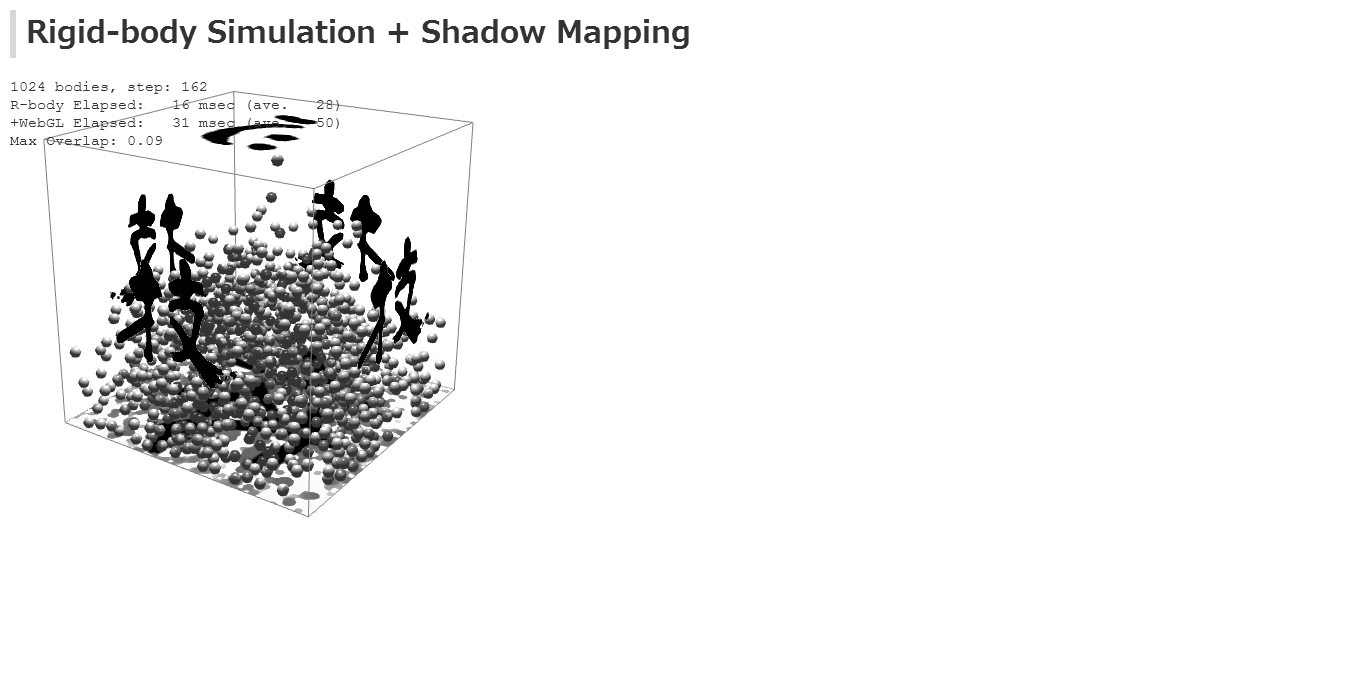 Rigid-body Simulation + Shadow Mapping
1024 bodies, step: 162
R-body Elapsed:   16 msec (ave.   28)
+WebGL Elapsed:   31 msec (ave.   50)
Max Overlap: 0.09